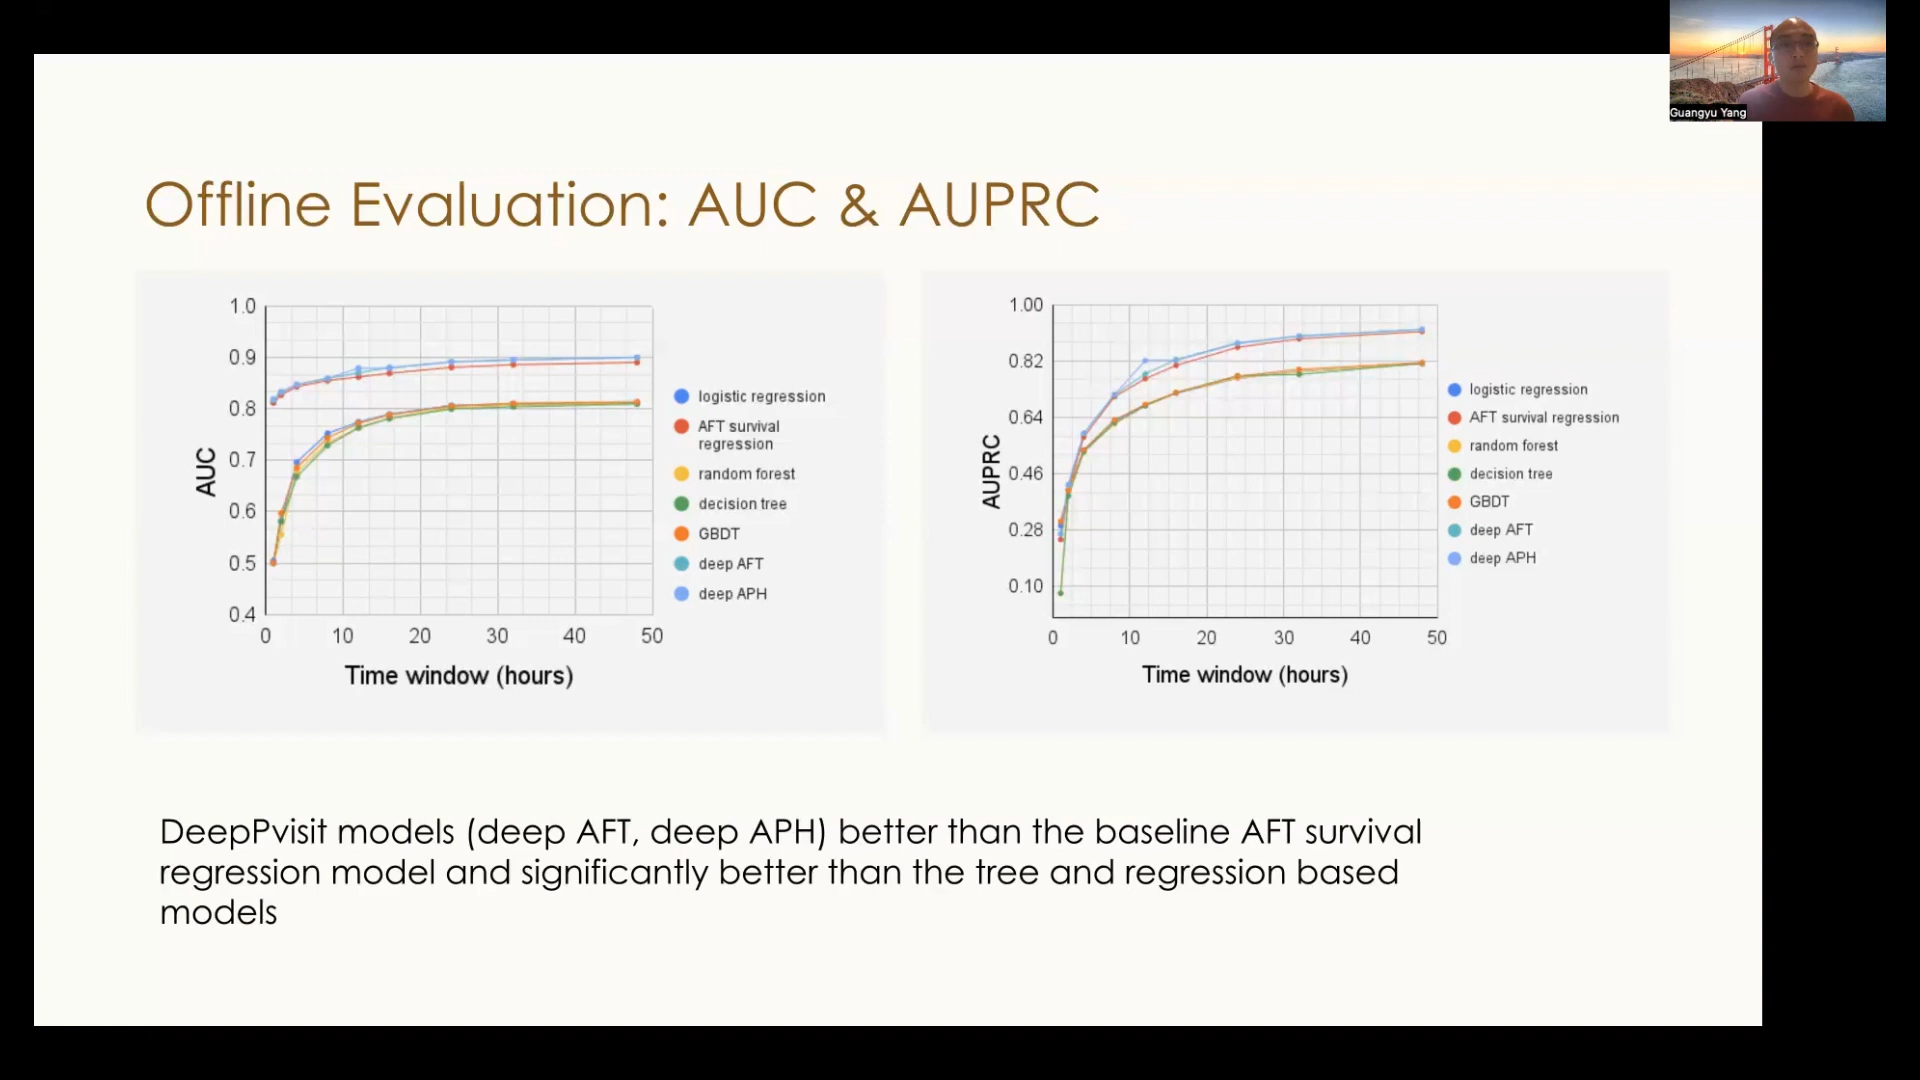 Guangyu Yang
Offline Evaluation: AUC & AUPRC
1.0
0.9
0.8
0.7
0.6
0.5
0.4
AUC
0
10
20
30
40
50
Time window (hours)
logistic regression
AFT survival
regression
random forest
decision tree
GBDT
deep AFT
deep APH
1.00
0.82
0.64
0.46
0.28
0.10
AUPRC
0
10
20
30
40
50
Time window (hours)
logistic regression
AFT survival regression
random forest
decision tree
GBDT
deep AFT
deep APH
DeepPvisit models (deep AFT, deep APH) better than the baseline AFT survival
regression model and significantly better than the tree and regression based
models